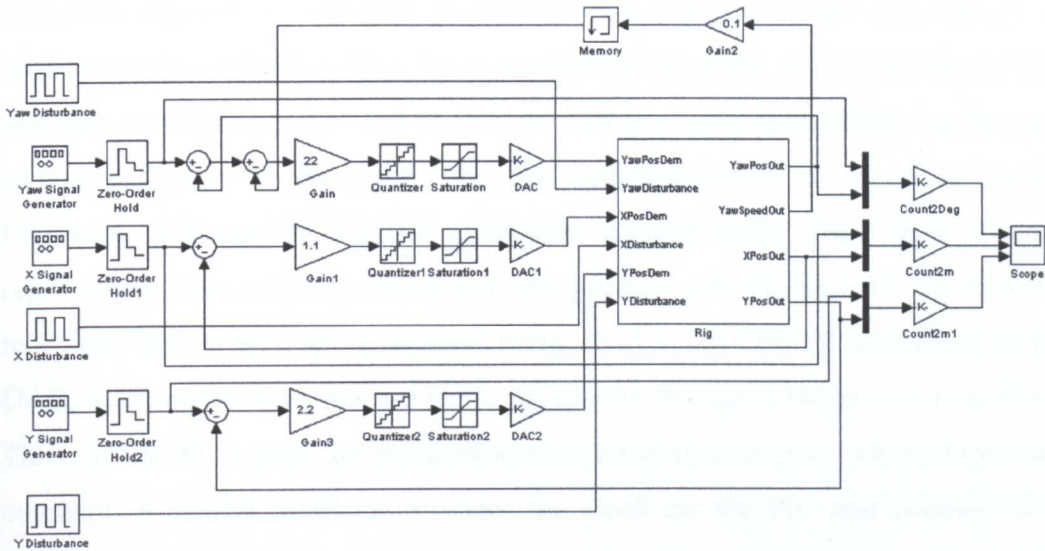 Memory
0.1
Gain2
Yaw Disturbance
Yaw Signal
Generator
Zero-Order
Hold
+
-
+
-
22
Gain
Quantizer
Saturation
K-
DAC
X Signal
Generator
Zero-Order
Hold1
+
-
1.1
Gain1
Quantizer1
Saturation1
K-
DAC1
X Disturbance
Y Signal
Generator
Zero-Order
Hold2
+
-
2.2
Gain3
Quantizer2
Saturation2
K-
DAC2
Y Disturbance
YawPosDem
YawDisturbance
XPosDem
XDisturbance
YPosDem
YDisturbance
YawPosOut
YawSpeedOut
XPosOut
YPosOut
Rig
K-
Count2Deg
K-
Count2m
K-
Count2m1
Scope